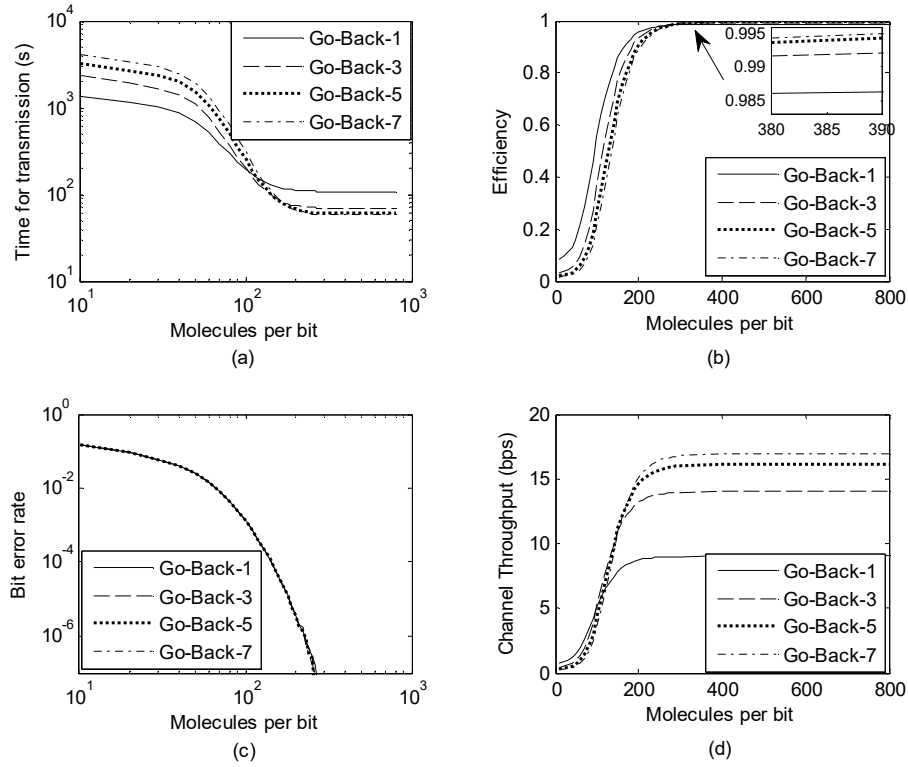 10^4
10^3
10^2
10^1
Time for transmission (s)
Go-Back-1
Go-Back-3
Go-Back-5
Go-Back-7
10^1
10^2
10^3
Molecules per bit
(a)
1
0.8
0.6
0.4
0.2
0
Efficiency
0.995
0.99
0.985
380
385
390
Go-Back-1
Go-Back-3
Go-Back-5
Go-Back-7
0
200
400
600
800
Molecules per bit
(b)
10^0
10^-2
10^-4
10^-6
Bit error rate
Go-Back-1
Go-Back-3
Go-Back-5
Go-Back-7
10^1
10^2
10^3
Molecules per bit
(c)
20
15
10
5
0
Channel Throughput (bps)
Go-Back-1
Go-Back-3
Go-Back-5
Go-Back-7
0
200
400
600
800
Molecules per bit
(d)